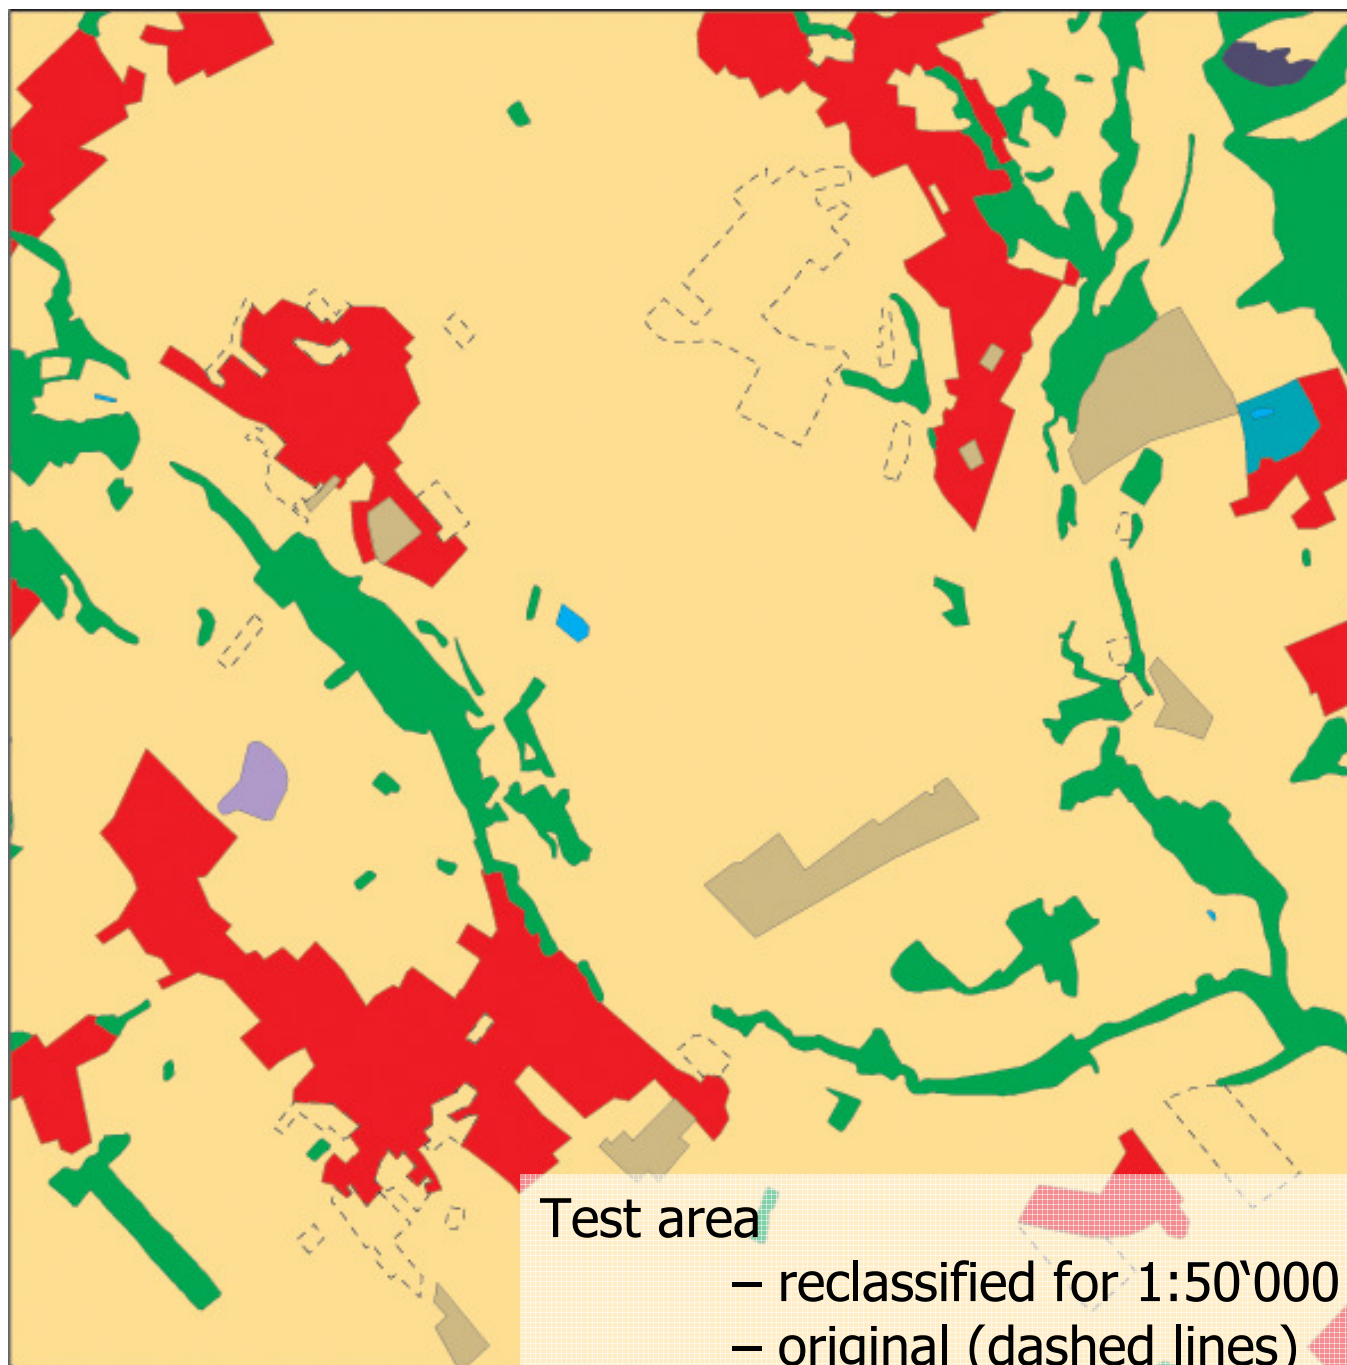 Test area
– reclassified for 1:50‘000
– original (dashed lines)